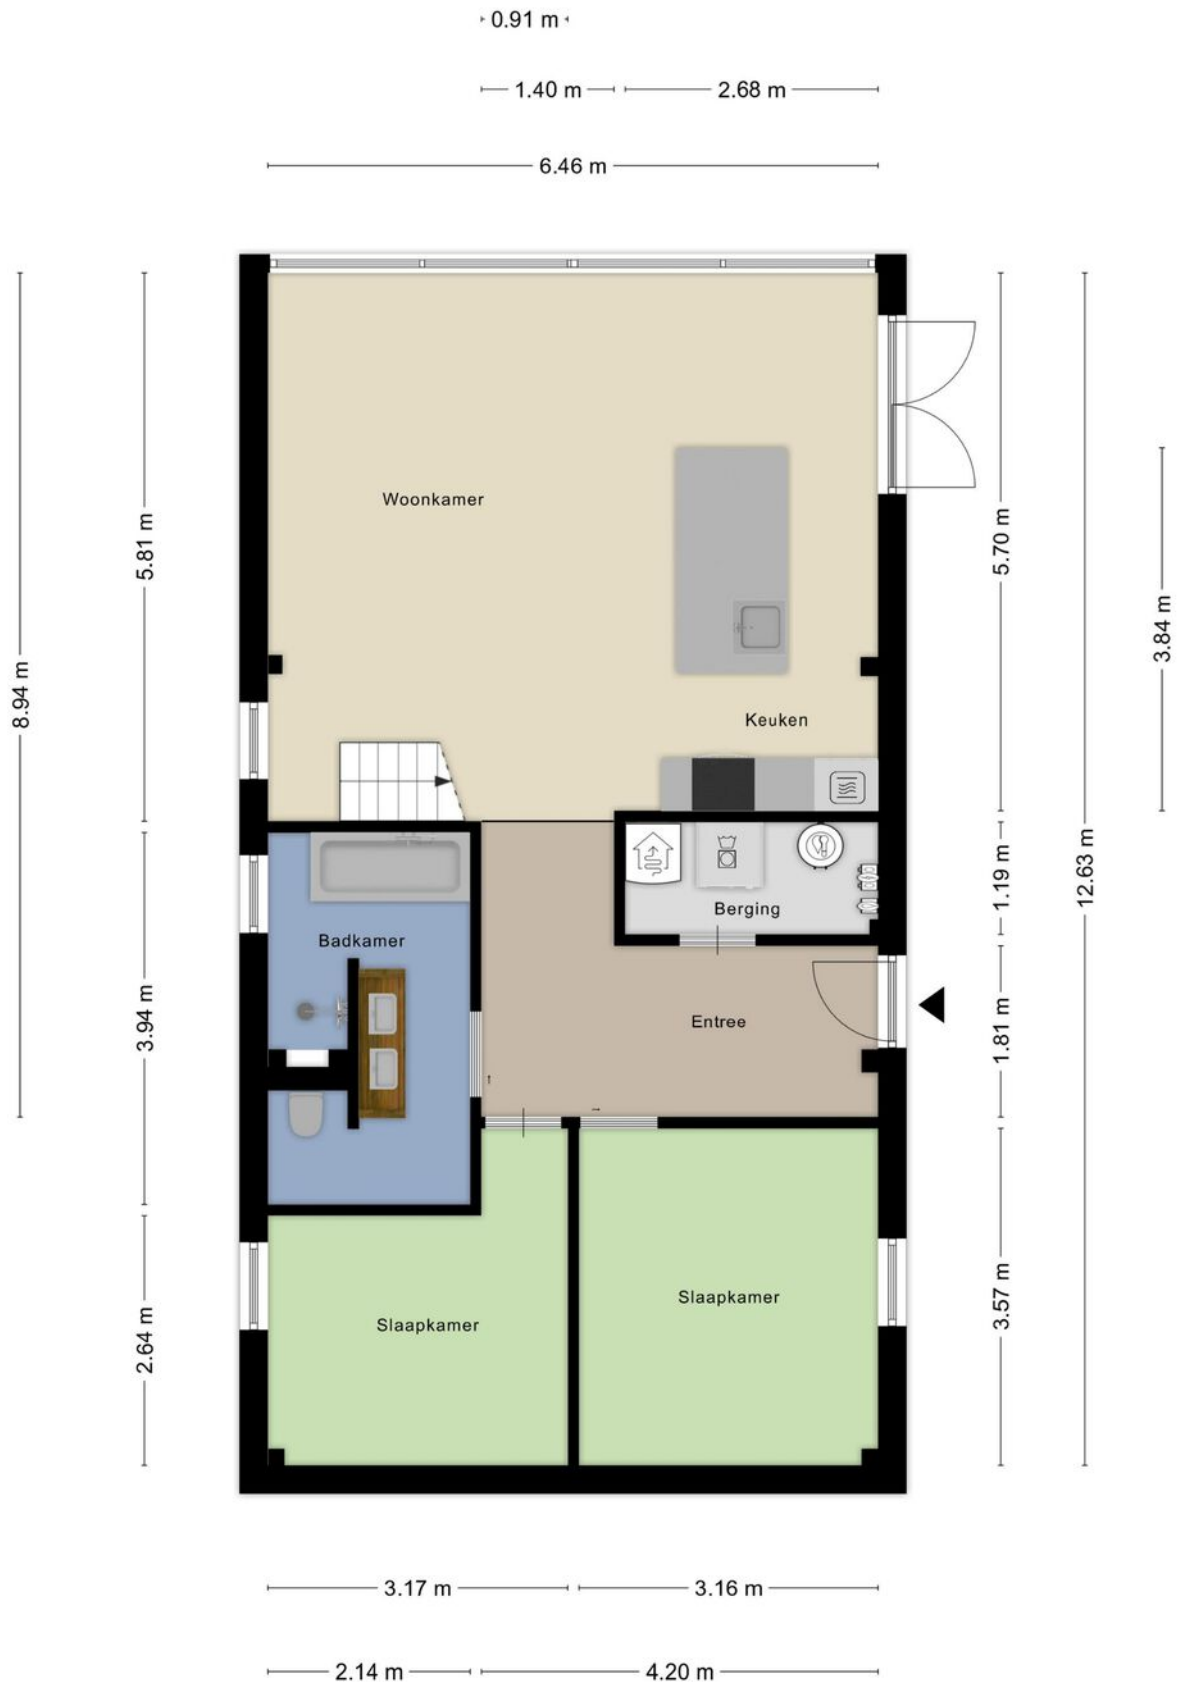 0.91 m
1.40 m
2.68 m
6.46 m
Woonkamer
5.81 m
5.70 m
3.84 m
8.94 m
Keuken
12.63 m
1.19 m
Berging
Badkamer
3.94 m
Entree
1.81 m
Slaapkamer
3.57 m
Slaapkamer
2.64 m
3.17 m
3.16 m
2.14 m
4.20 m